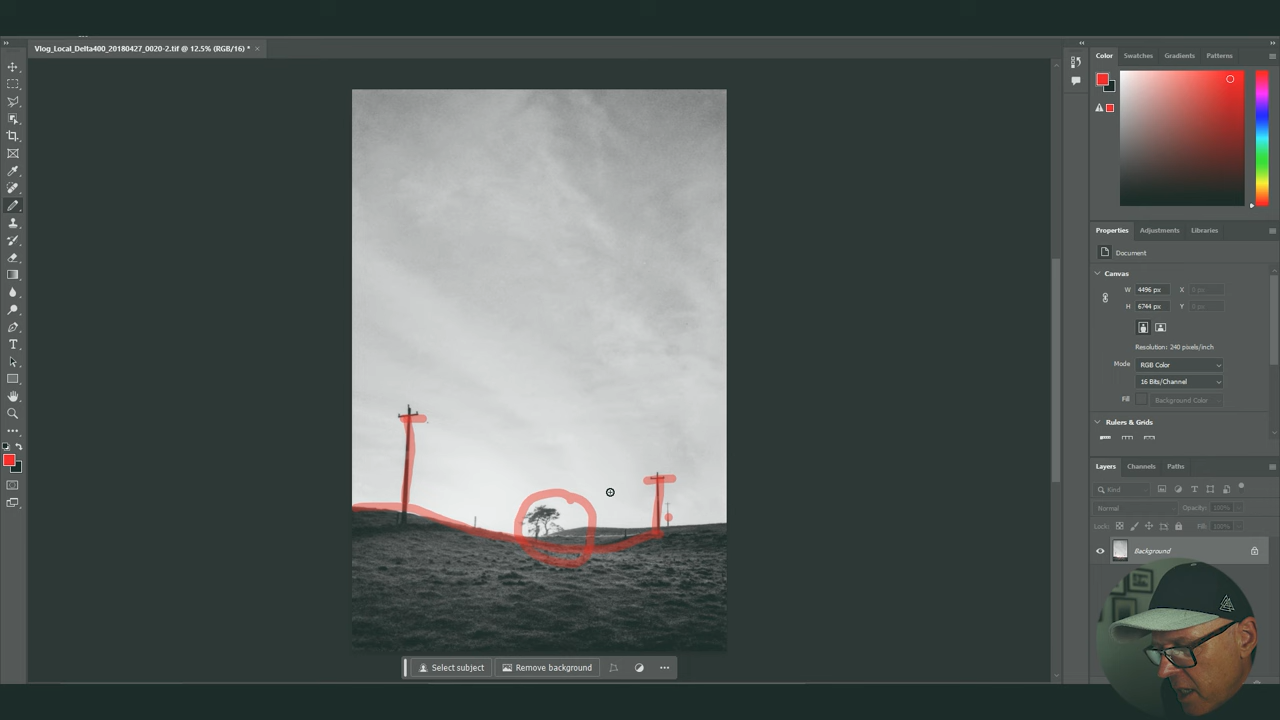 Vlog_Local_Delta400_20180427_0020-2.tif @ 12.5% (RGB/16) *
Color Swatches Gradients Patterns
Properties Adjustments Libraries
Document
Canvas
W 4496 px X 0 px
H 6744 px Y 0 px
Resolution: 240 pixels/inch
Mode RGB Color
16 Bits/Channel
Fill Background Color
Rulers & Grids
Layers Channels Paths
Kind
Normal Opacity: 100%
Lock: Fill: 100%
Background
Select subject Remove background